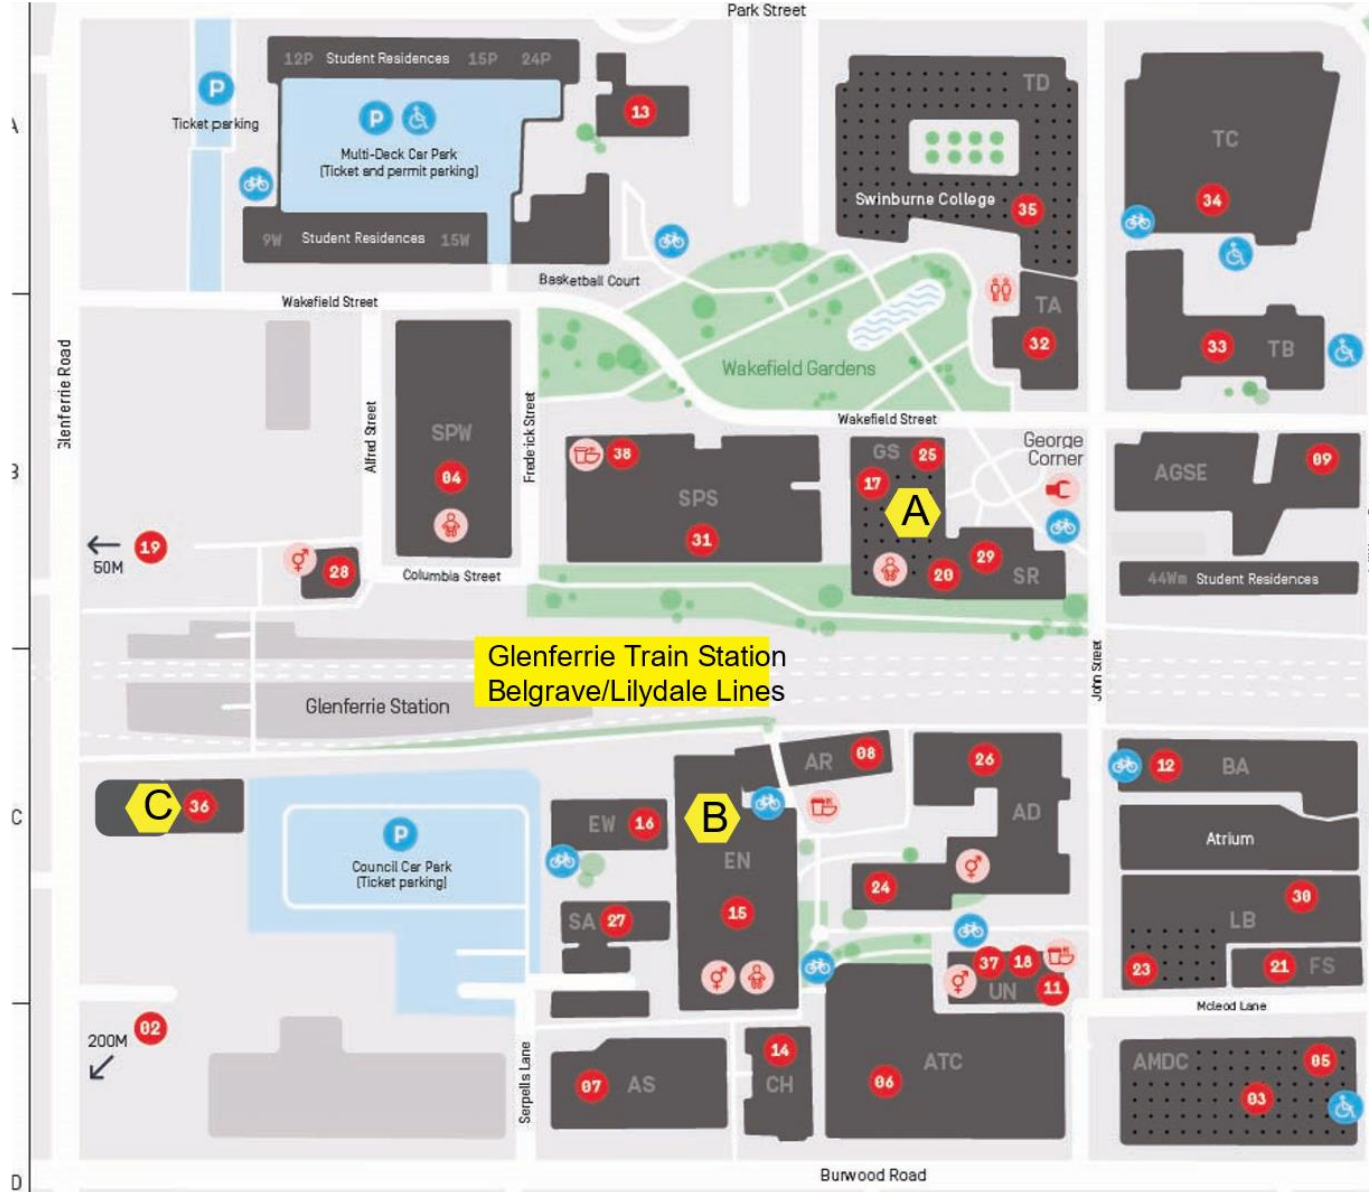 Park Street
12P Student Residences 15P 24P
P
Ticket parking
P
Multi-Deck Car Park
(Ticket and permit parking)
13
TD
TC
A
Swinburne College
35
34
9W Student Residences 15W
Basketball Court
Wakefield Street
TA
32
33
TB
Glenferrie Road
Wakefield Gardens
Alfred Street
Frederick Street
SPW
04
Wakefield Street
38
SPS
31
GS
25
17
A
George
Corner
AGSE
09
B
19
50M
28
Columbia Street
20
29
SR
44Wm Student Residences
Glenferrie Train Station
Belgrave/Lilydale Lines
Glenferrie Station
John Street
AR
08
26
12
BA
C
36
C
P
Council Car Park
(Ticket parking)
EW
16
B
EN
15
AD
24
Atrium
30
LB
SA
27
37
18
UN
11
23
21
FS
Mcleod Lane
02
200M
Serpells Lane
07
AS
14
CH
06
ATC
AMDC
05
03
D
Burwood Road